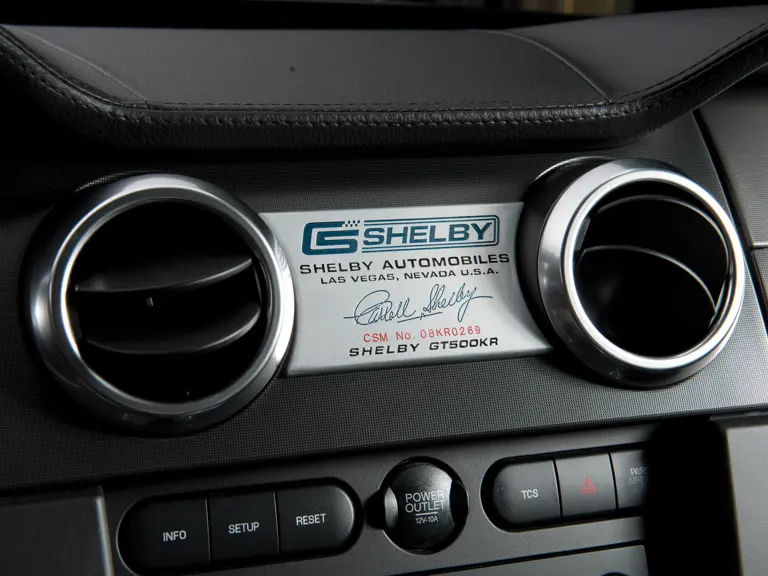 CS SHELBY
SHELBY AUTOMOBILES
LAS VEGAS, NEVADA U.S.A.
Carroll Shelby
CSM No. 08KR0269
SHELBY GT500KR
INFO
SETUP
RESET
POWER
OUTLET
12V-10A
TCS